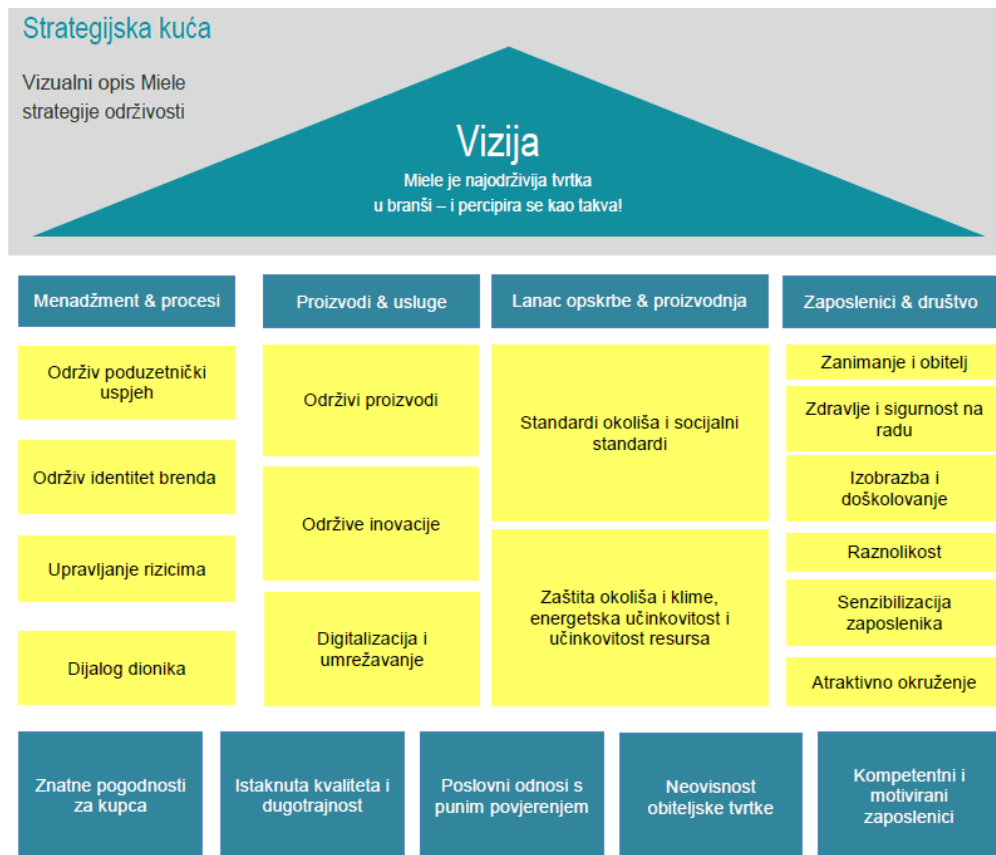 Strategijska kuća
Vizualni opis Miele
strategije održivosti
Vizija
Miele je najodrživija tvrtka
u branši – i percipira se kao takva!
Menadžment & procesi
Proizvodi & usluge
Lanac opskrbe & proizvodnja
Zaposlenici & društvo
Održiv poduzetnički
uspjeh
Održiv identitet brenda
Upravljanje rizicima
Dijalog dionika
Održivi proizvodi
Održive inovacije
Digitalizacija i
umrežavanje
Standardi okoliša i socijalni
standardi
Zaštita okoliša i klime,
energetska učinkovitost i
učinkovitost resursa
Zanimanje i obitelj
Zdravlje i sigurnost na
radu
Izobrazba i
doškolovanje
Raznolikost
Senzibilizacija
zaposlenika
Atraktivno okruženje
Znatne pogodnosti
za kupca
Istaknuta kvaliteta i
dugotrajnost
Poslovni odnosi s
punim povjerenjem
Neovisnost
obiteljske tvrtke
Kompetentni i
motivirani
zaposlenici